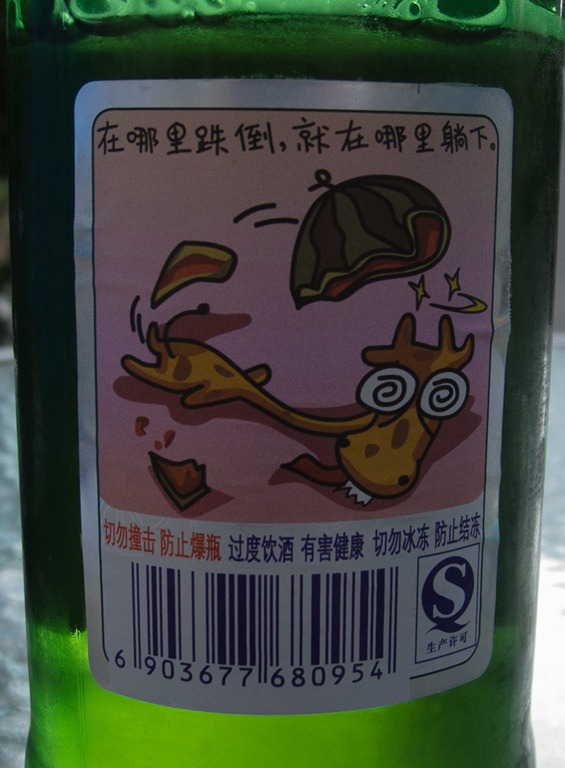 在哪里跌倒，就在哪里躺下。
切勿撞击 防止爆瓶 过度饮酒 有害健康 切勿冰冻 防止结冻
S
生产许可
6 903677 680954